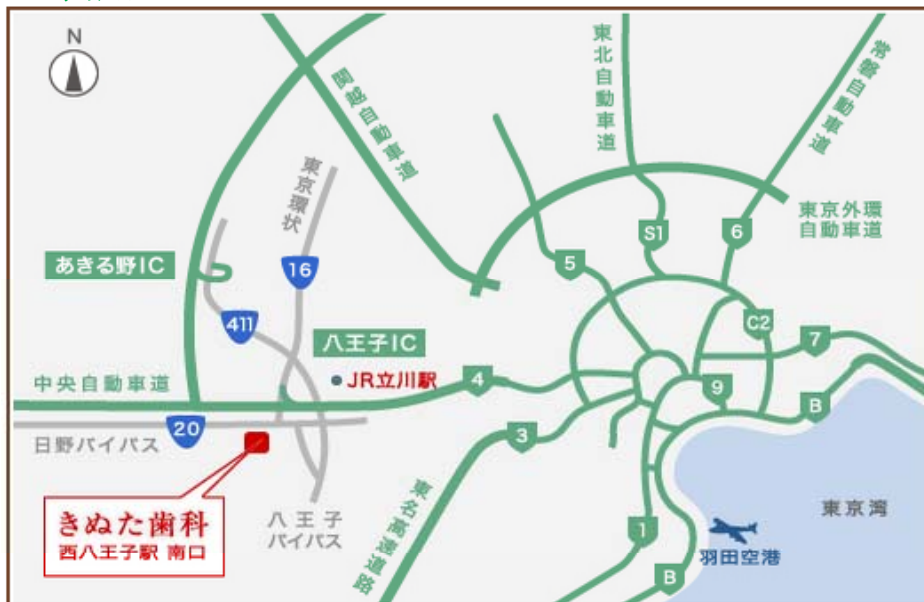 N
関越自動車道
東北自動車道
常磐自動車道
東京環状
東京外環
自動車道
S1
6
5
あきる野IC
16
411
C2
八王子IC
7
中央自動車道
JR立川駅
4
9
B
20
3
日野バイパス
きぬた歯科
西八王子駅 南口
八王子
バイパス
東名高速道路
東京湾
1
羽田空港
B